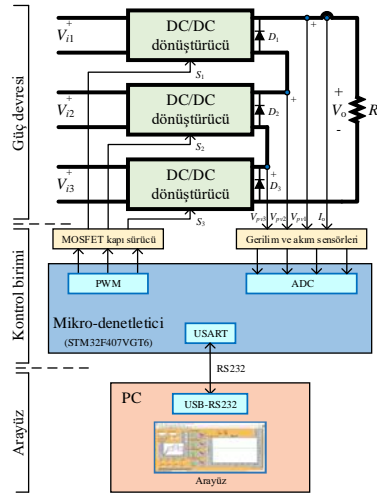 Güç devresi
V_i1
+
DC/DC
dönüştürücü
D_1
S_1
+
V_i2
+
DC/DC
dönüştürücü
D_2
+
S_2
V_i3
+
DC/DC
dönüştürücü
D_3
+
S_3
+
V_o
-
R
V_pv3
V_pv2
V_pv1
I_o
Kontrol birimi
MOSFET kapı sürücü
Gerilim ve akım sensörleri
PWM
ADC
Mikro-denetletici
(STM32F407VGT6)
USART
RS232
Arayüz
PC
USB-RS232
Arayüz